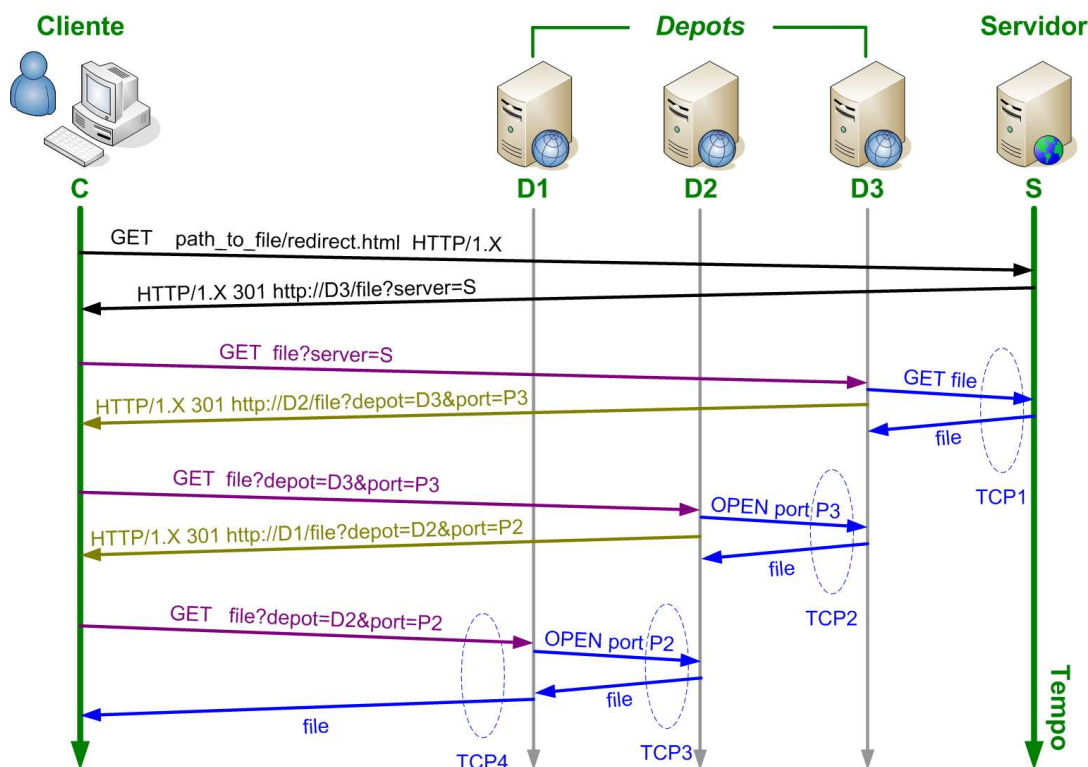 Cliente
Depots
Servidor
C
D1
D2
D3
S
GET path_to_file/redirect.html HTTP/1.X
HTTP/1.X 301 http://D3/file?server=S
GET file?server=S
GET file
HTTP/1.X 301 http://D2/file?depot=D3&port=P3
file
TCP1
GET file?depot=D3&port=P3
OPEN port P3
HTTP/1.X 301 http://D1/file?depot=D2&port=P2
file
TCP2
GET file?depot=D2&port=P2
OPEN port P2
file
file
TCP4
TCP3
Tempo